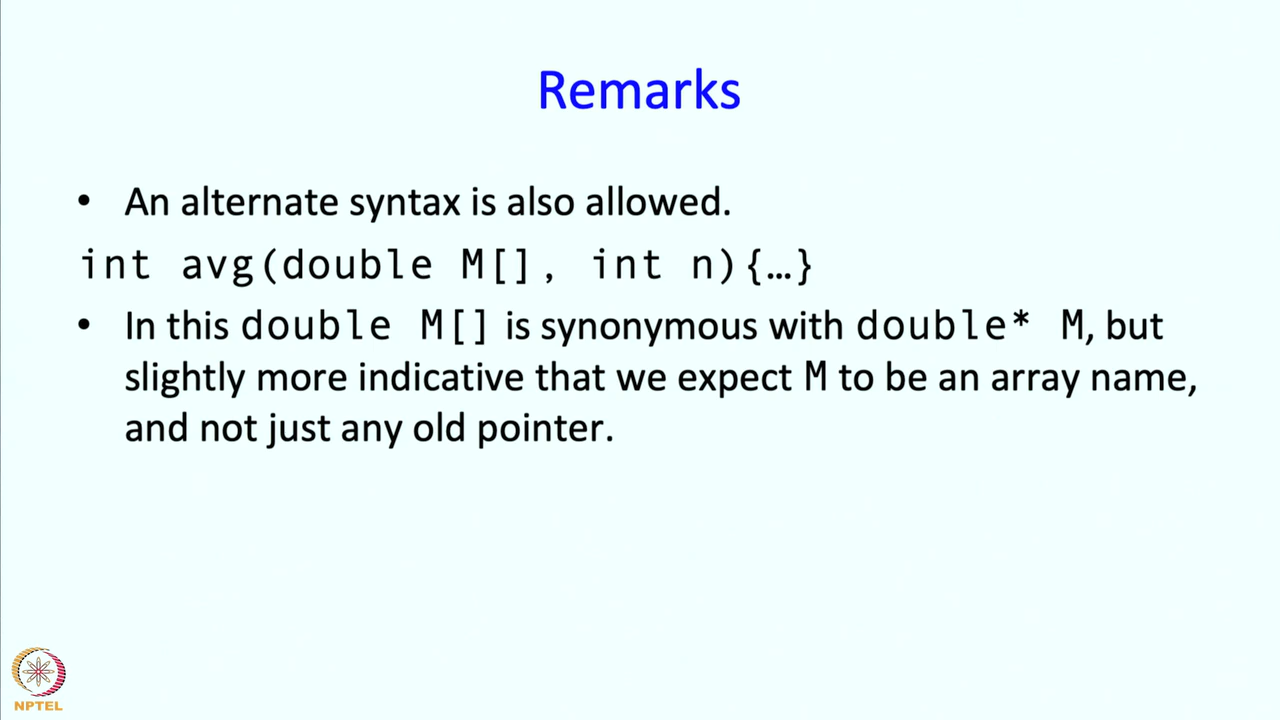 Remarks
• An alternate syntax is also allowed.
int avg(double M[], int n){…}
• In this double M[] is synonymous with double* M, but
slightly more indicative that we expect M to be an array name,
and not just any old pointer.
NPTEL